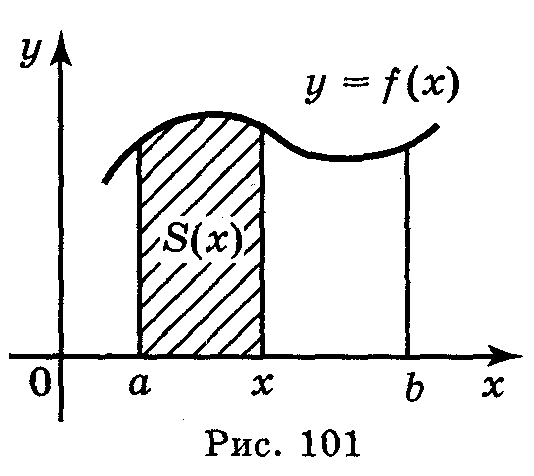 y
y = f(x)
S(x)
0 a x b x
Рис. 101